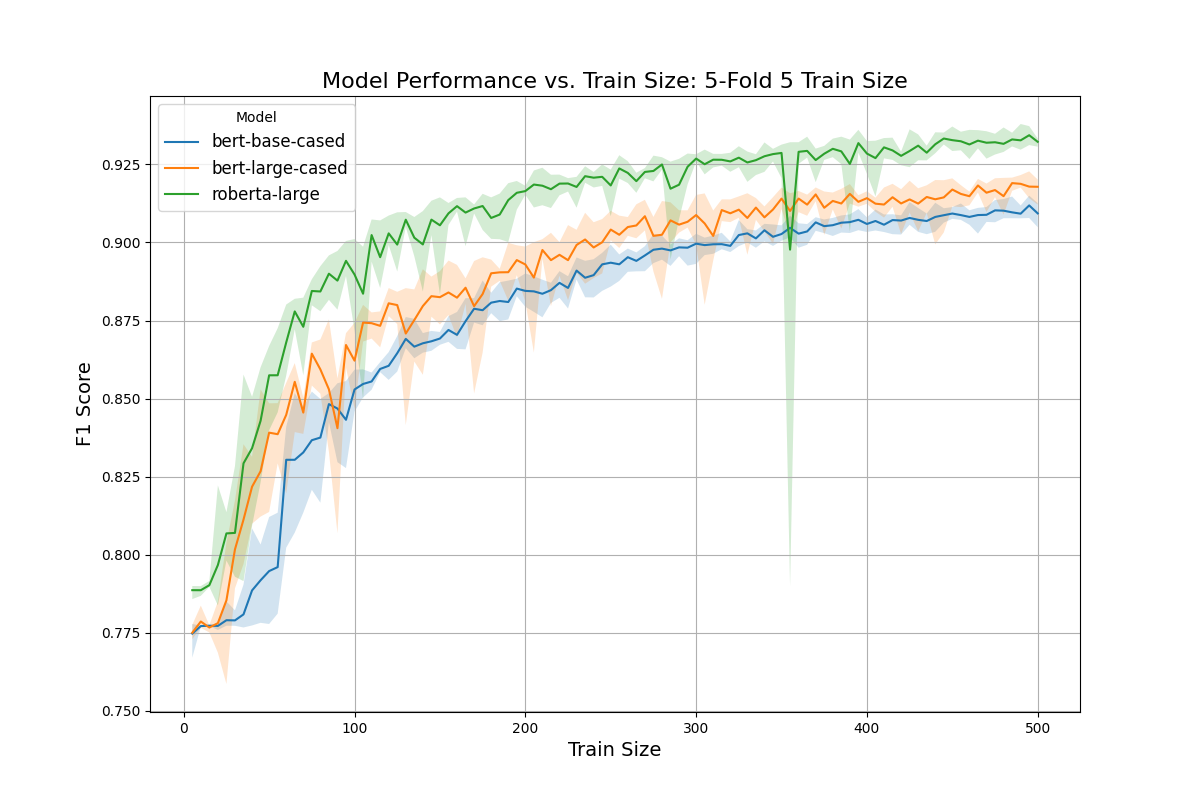 Model Performance vs. Train Size: 5-Fold 5 Train Size
Model
bert-base-cased
bert-large-cased
roberta-large
F1 Score
0.925
0.900
0.875
0.850
0.825
0.800
0.775
0.750
0 100 200 300 400 500
Train Size